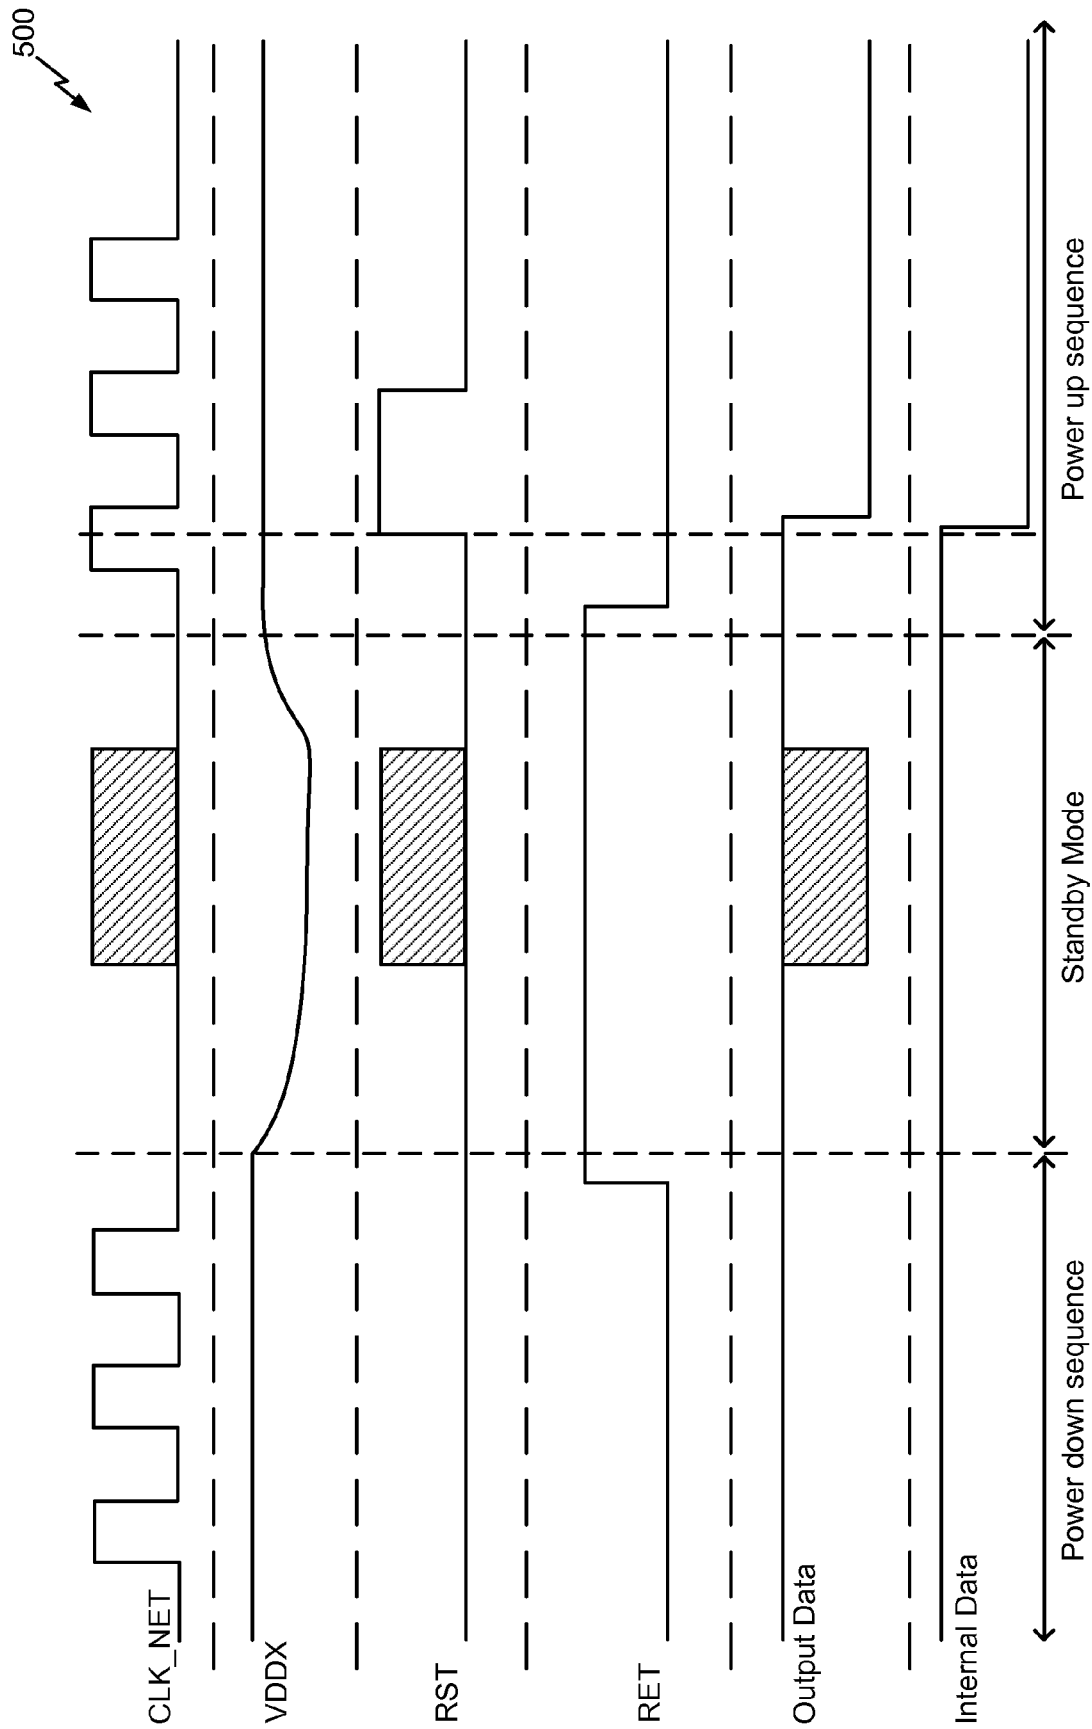 500
CLK_NET
VDDX
RST
RET
Output Data
Internal Data
Power down sequence
Standby Mode
Power up sequence